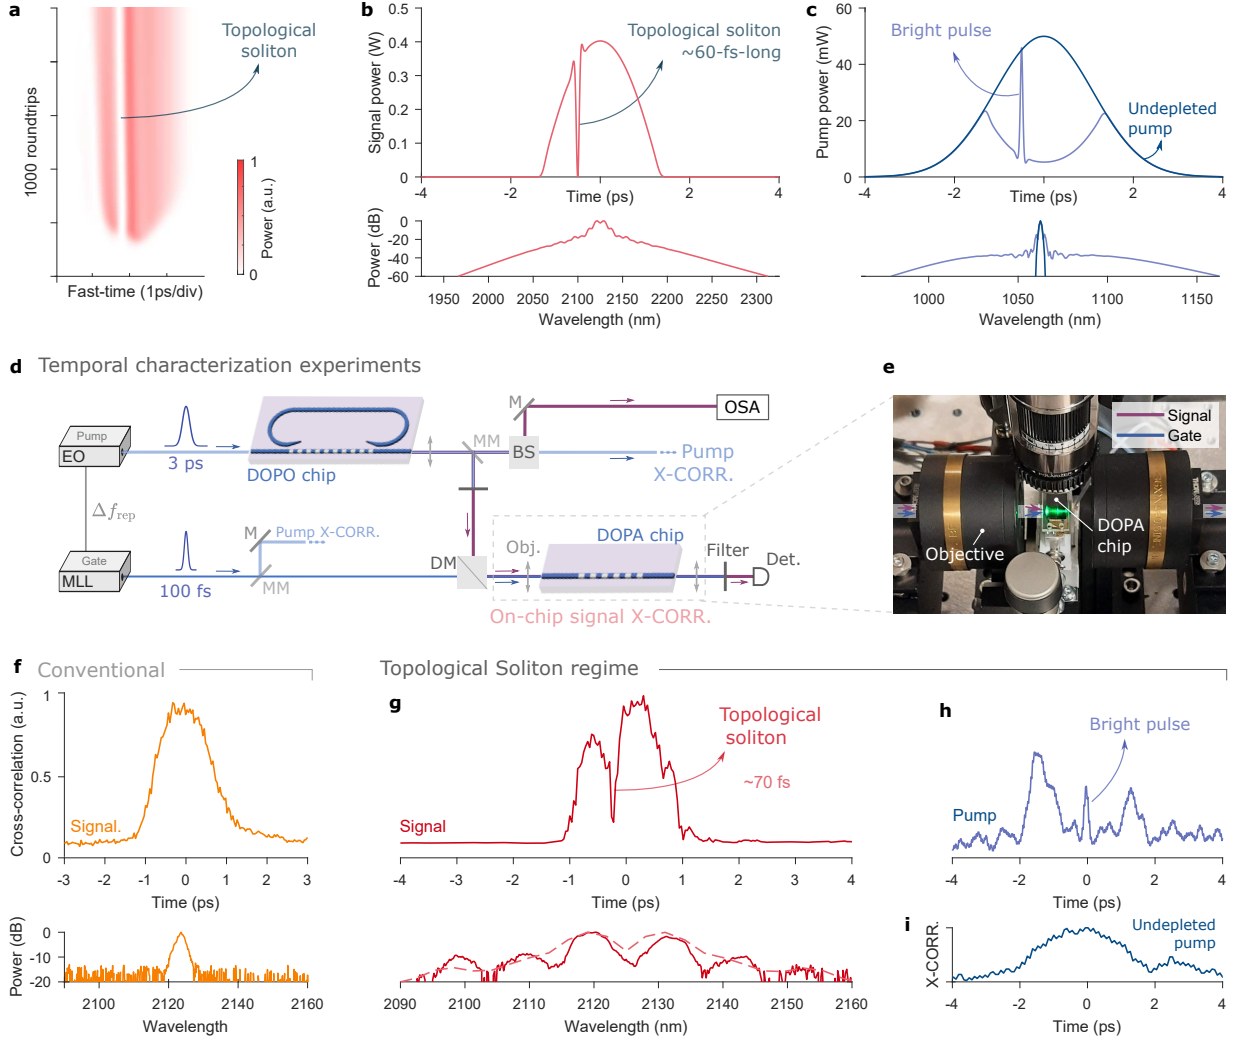 a
Topological
soliton
1000 roundtrips
Power (a.u.)
1
0
Fast-time (1ps/div)
b
Signal power (W)
0.5
0.4
0.3
0.2
0.1
0
Topological soliton
~60-fs-long
-4
-2
Time (ps)
2
4
Power (dB)
0
-20
-40
-60
1950
2000
2050
2100
2150
2200
2250
2300
Wavelength (nm)
c
Pump power (mW)
60
40
20
0
Bright pulse
Undepleted
pump
-4
-2
Time (ps)
2
4
1000
1050
1100
1150
Wavelength (nm)
d Temporal characterization experiments
Pump
EO
3 ps
DOPO chip
MM
M
BS
OSA
Pump
X-CORR.
Δf_rep
Gate
MLL
100 fs
M
Pump X-CORR.
MM
DM
Obj.
DOPA chip
Filter
Det.
On-chip signal X-CORR.
e
Signal
Gate
Objective
DOPA
chip
f Conventional
Cross-correlation (a.u.)
1
0.5
0
Signal.
-3
-2
-1
0
1
2
3
Time (ps)
Power (dB)
0
-10
-20
2100
2120
2140
2160
Wavelength
Topological Soliton regime
g
Topological
soliton
~70 fs
Signal
-4
-3
-2
-1
0
1
2
3
4
Time (ps)
2090
2100
2110
2120
2130
2140
2150
2160
Wavelength (nm)
h
Bright pulse
Pump
-4
-2
0
2
4
Time (ps)
i
X-CORR.
Undepleted
pump
-4
-2
0
2
4
Time (ps)